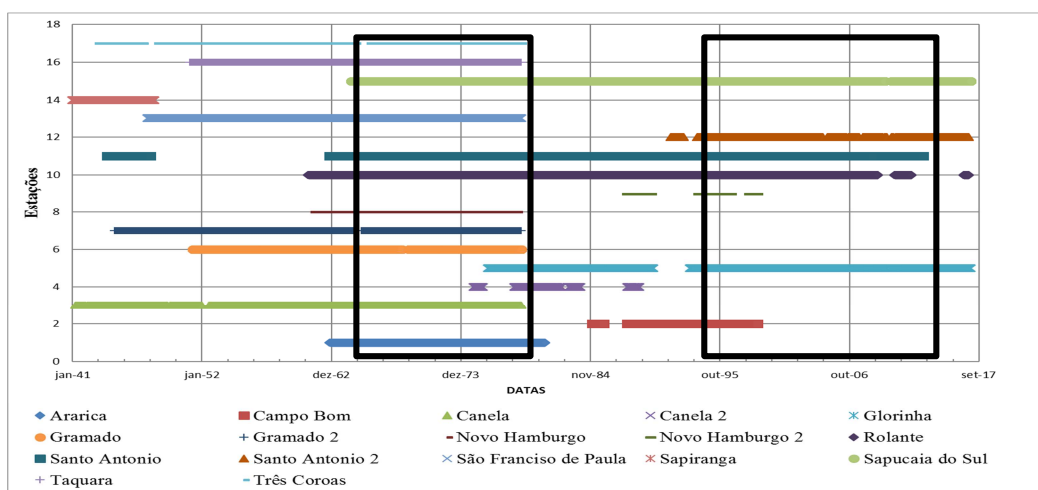 18
16
14
12
10
8
6
4
2
0
Estações
jan-41 jan-52 dez-62 dez-73 nov-84 out-95 out-06 set-17
DATAS
Ararica Campo Bom Canela Canela 2 Glorinha
Gramado Gramado 2 Novo Hamburgo Novo Hamburgo 2 Rolante
Santo Antonio Santo Antonio 2 São Franciso de Paula Sapiranga Sapucaia do Sul
Taquara Três Coroas